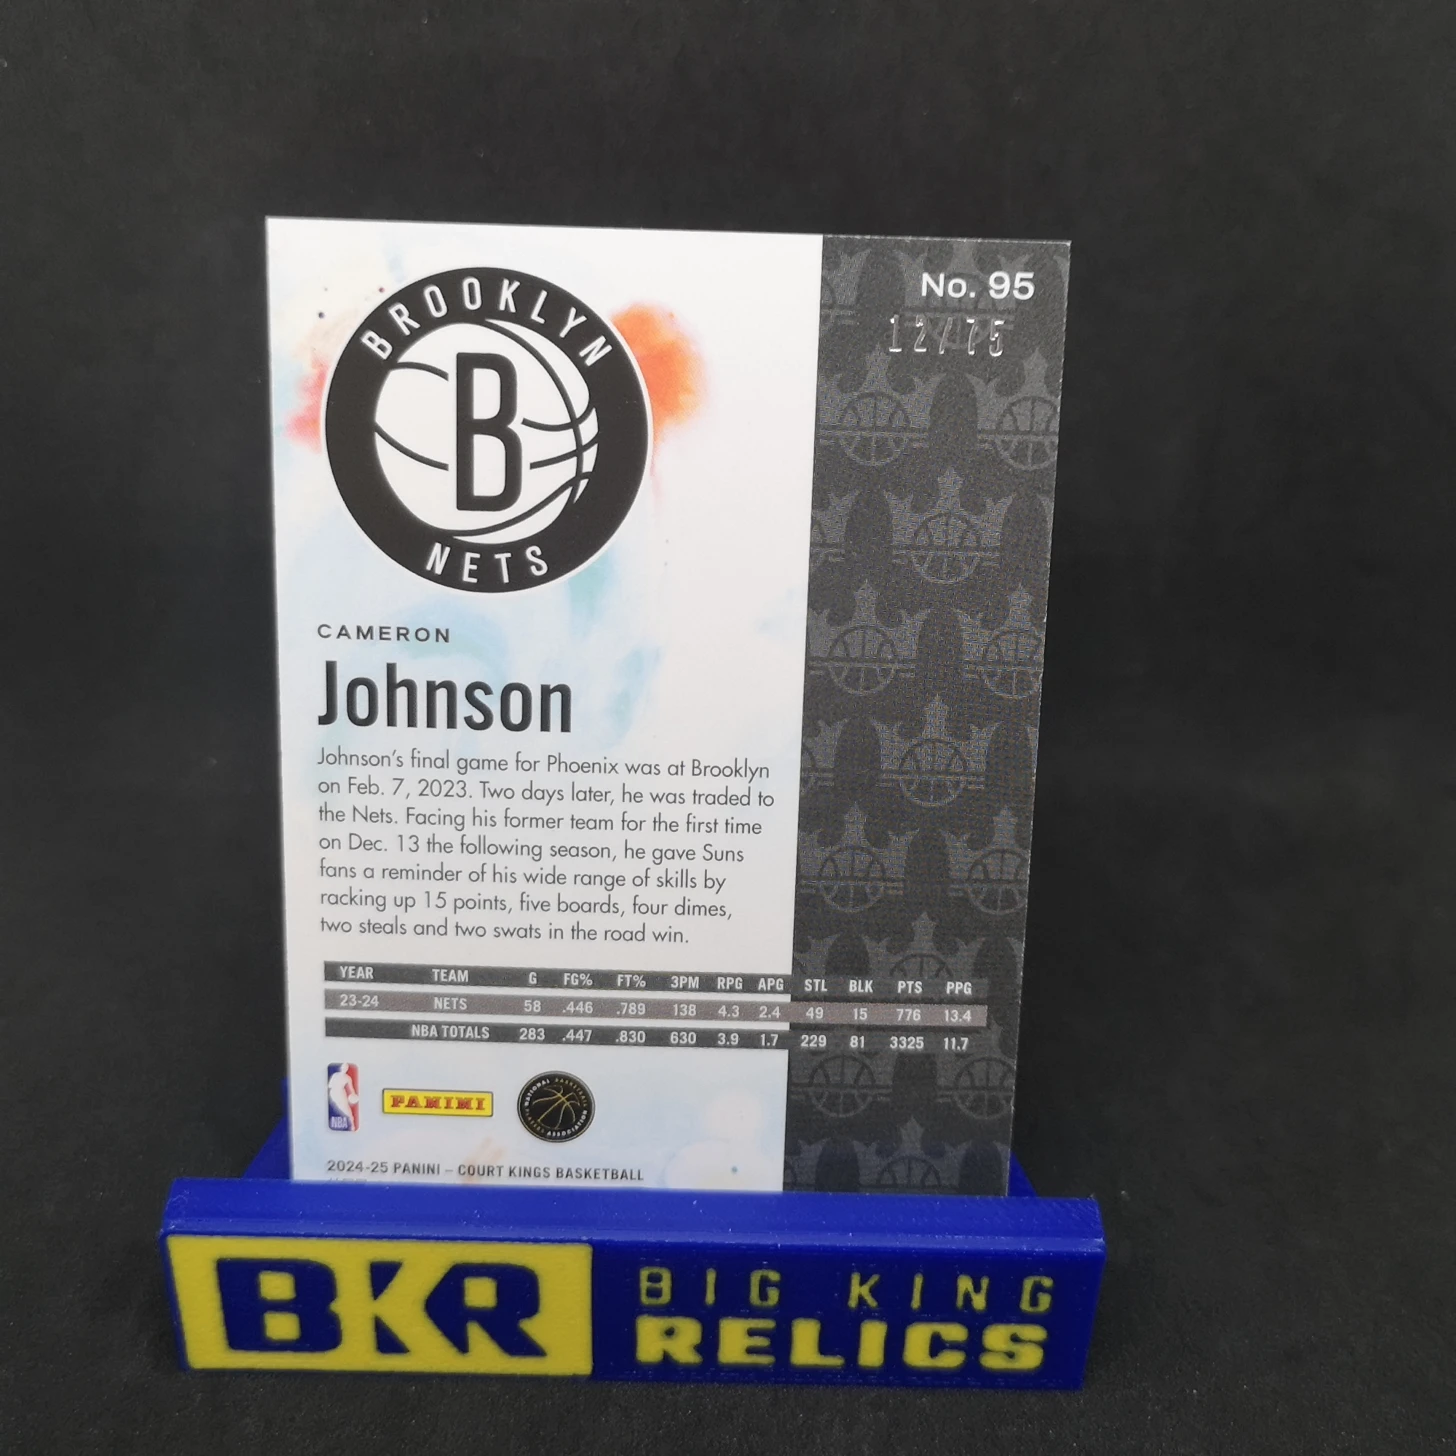 No. 95
12/75
BROOKLYN
B
NETS
CAMERON
Johnson
Johnson's final game for Phoenix was at Brooklyn
on Feb. 7, 2023. Two days later, he was traded to
the Nets. Facing his former team for the first time
on Dec. 13 the following season, he gave Suns
fans a reminder of his wide range of skills by
racking up 15 points, five boards, four dimes,
two steals and two swats in the road win.
YEAR TEAM G FG% FT% 3PM RPG APG STL BLK PTS PPG
23-24 NETS 58 .446 .789 138 4.3 2.4 49 15 776 13.4
NBA TOTALS 283 .447 .830 630 3.9 1.7 229 81 3325 11.7
NBA
PANINI
NATIONAL BASKETBALL
PLAYERS ASSOCIATION
2024-25 PANINI – COURT KINGS BASKETBALL
BKR
BIG KING
RELICS